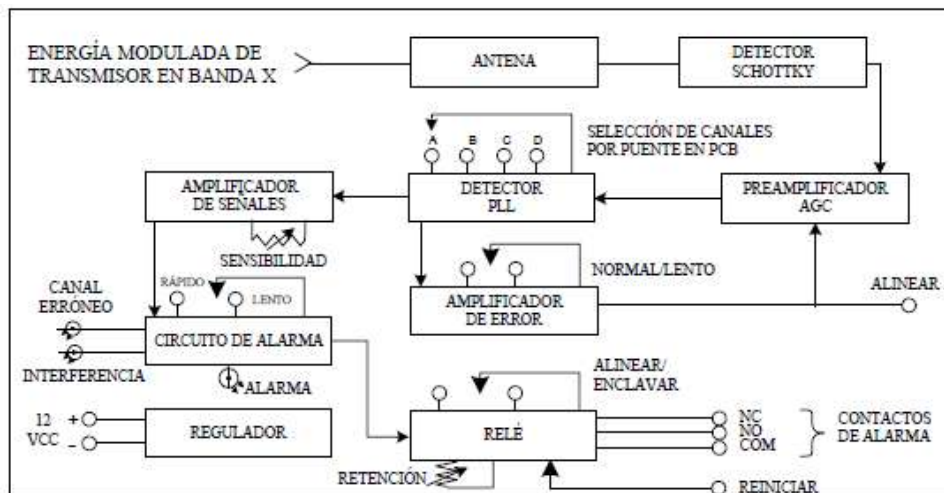 ENERGÍA MODULADA DE
TRANSMISOR EN BANDA X
ANTENA
DETECTOR
SCHOTTKY
A B C D
SELECCIÓN DE CANALES
POR PUENTE EN PCB
AMPLIFICADOR
DE SEÑALES
DETECTOR
PLL
PREAMPLIFICADOR
AGC
SENSIBILIDAD
NORMAL/LENTO
RÁPIDO
LENTO
CANAL
ERRÓNEO
AMPLIFICADOR
DE ERROR
ALINEAR
CIRCUITO DE ALARMA
INTERFERENCIA
ALARMA
ALINEAR/
ENCLAVAR
12 +
VCC –
REGULADOR
RELÉ
NC
NO
COM
CONTACTOS
DE ALARMA
RETENCIÓN
REINICIAR